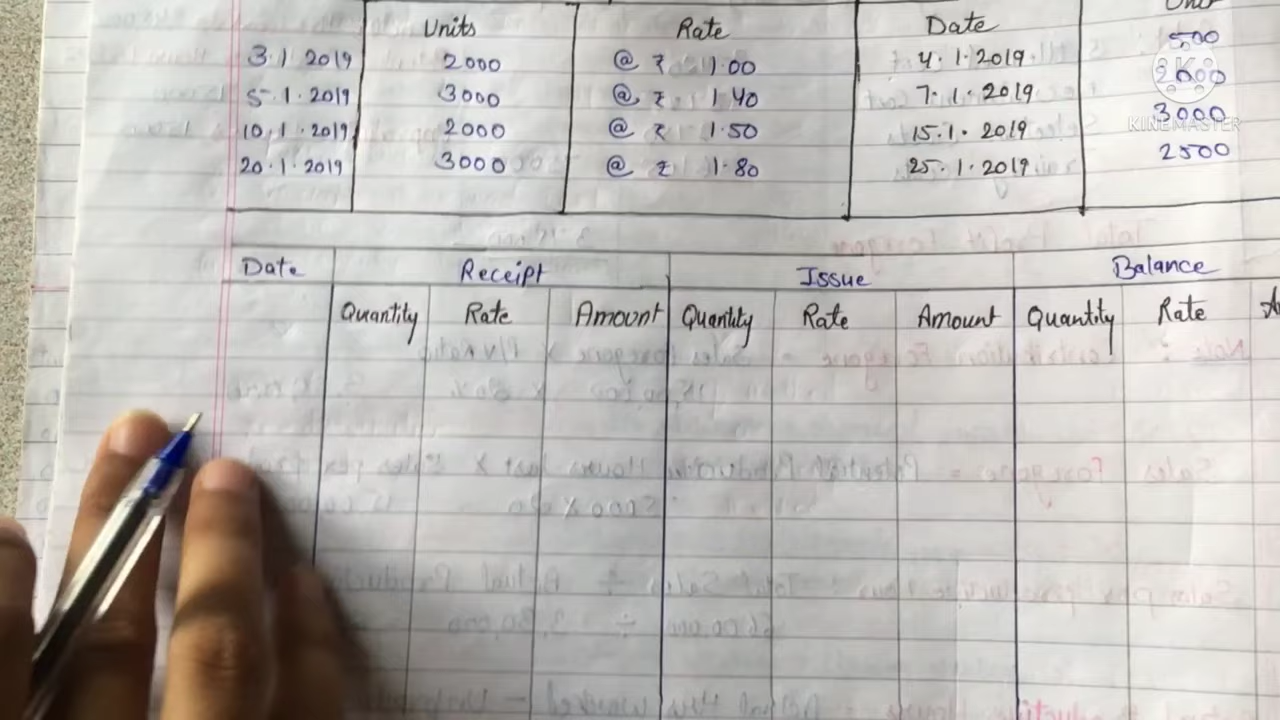 Units Rate Date
3.1.2019 2000 @ ₹ 1.00 4.1.2019 500
5.1.2019 3000 @ ₹ 1.40 7.1.2019 2000
10.1.2019 2000 @ ₹ 1.50 15.1.2019 3000
20.1.2019 3000 @ ₹ 1.80 25.1.2019 2500
KINEMASTER
Date Receipt Issue Balance
Quantity Rate Amount Quantity Rate Amount Quantity Rate